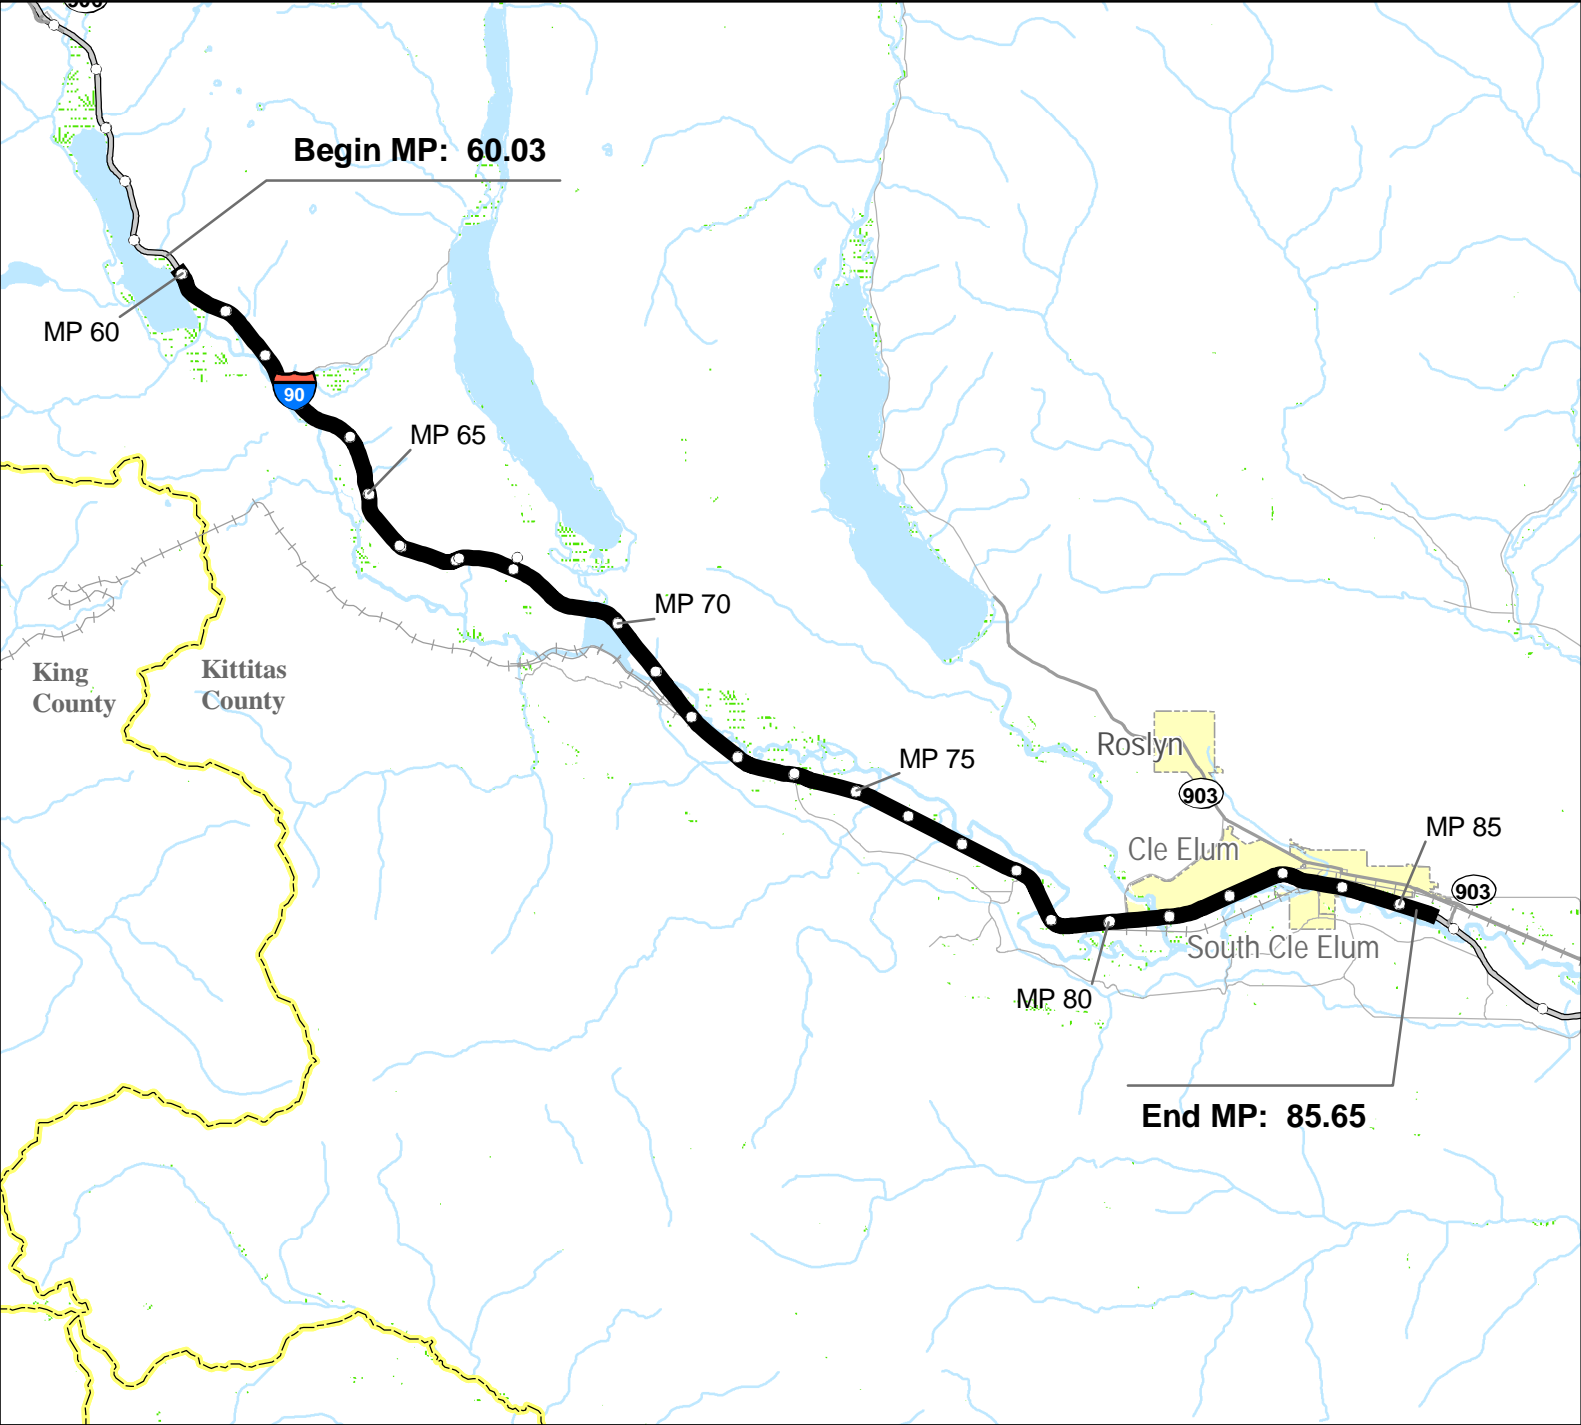 Begin MP: 60.03
MP 60
90
MP 65
MP 70
King
County
Kittitas
County
Roslyn
MP 75
903
MP 85
Cle Elum
903
South Cle Elum
MP 80
End MP: 85.65